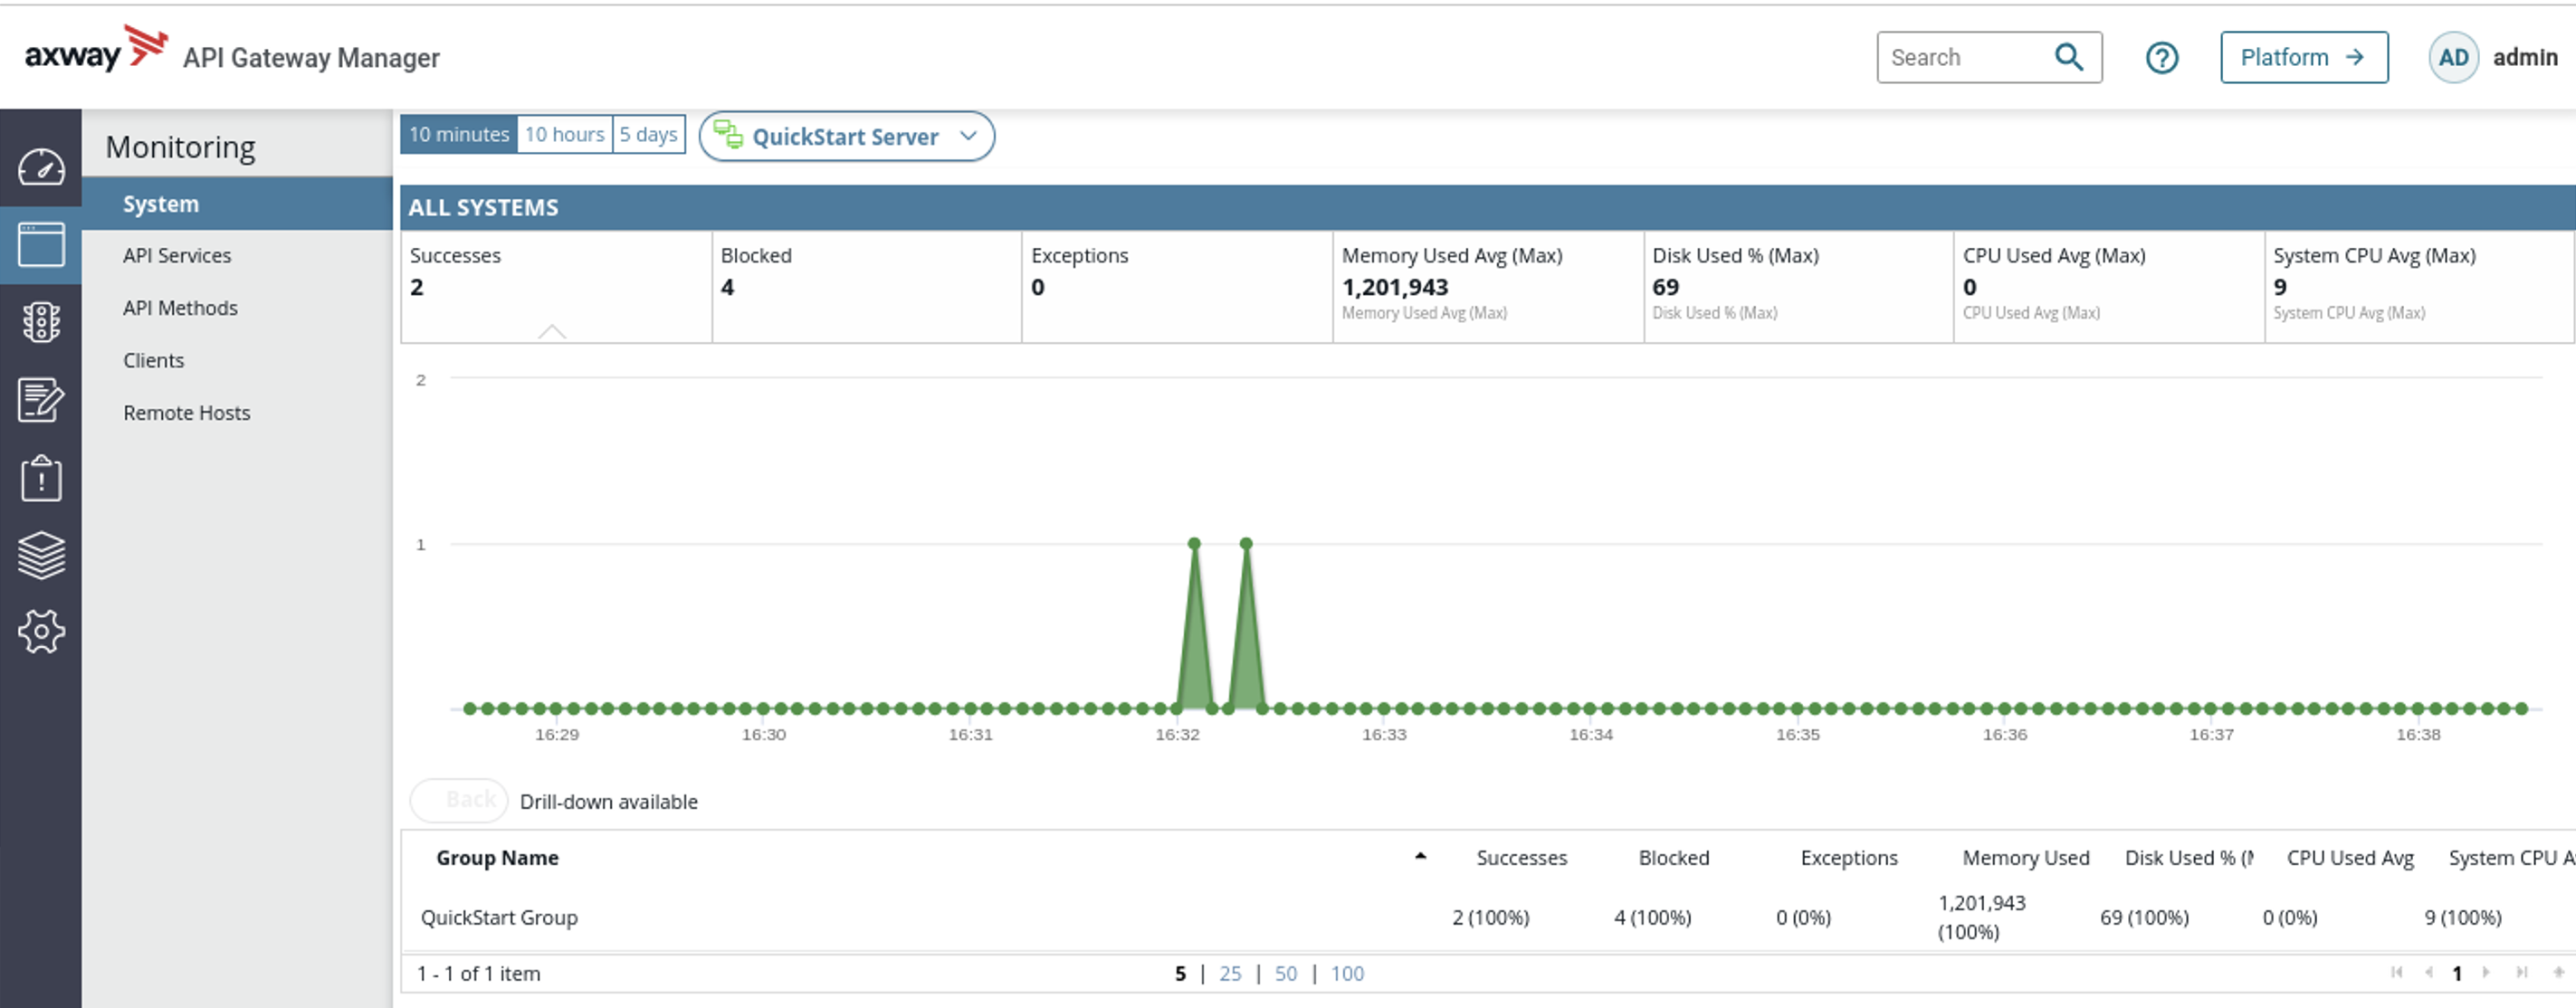 axway API Gateway Manager
Search
Platform →
AD admin
Monitoring
System
API Services
API Methods
Clients
Remote Hosts
10 minutes 10 hours 5 days QuickStart Server
ALL SYSTEMS
Successes Blocked Exceptions Memory Used Avg (Max) Disk Used % (Max) CPU Used Avg (Max) System CPU Avg (Max)
2 4 0 1,201,943 69 0 9
Memory Used Avg (Max) Disk Used % (Max) CPU Used Avg (Max) System CPU Avg (Max)
2
1
16:29 16:30 16:31 16:32 16:33 16:34 16:35 16:36 16:37 16:38
Back Drill-down available
Group Name Successes Blocked Exceptions Memory Used Disk Used % ( CPU Used Avg System CPU A
QuickStart Group 2 (100%) 4 (100%) 0 (0%) 1,201,943 (100%) 69 (100%) 0 (0%) 9 (100%)
1 - 1 of 1 item 5 | 25 | 50 | 100 1